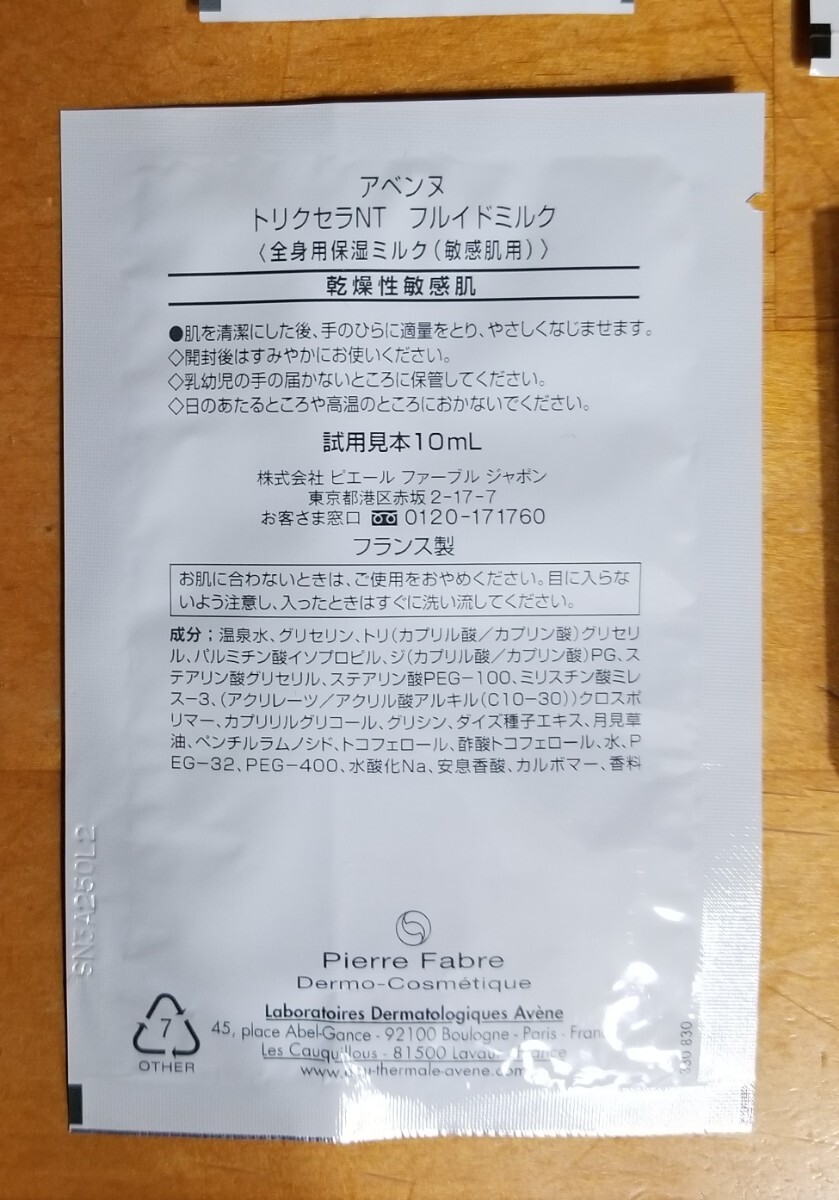 アベンヌ
トリクセラNT フルイドミルク
〈全身用保湿ミルク(敏感肌用)〉
乾燥性敏感肌
●肌を清潔にした後、手のひらに適量をとり、やさしくなじませます。
◇開封後はすみやかにお使いください。
◇乳幼児の手の届かないところに保管してください。
◇日のあたるところや高温のところにおかないでください。
試用見本10mL
株式会社 ピエール ファーブル ジャポン
東京都港区赤坂2-17-7
お客さま窓口 0120-171760
フランス製
お肌に合わないときは、ご使用をおやめください。目に入らな
いよう注意し、入ったときはすぐに洗い流してください。
成分;温泉水、グリセリン、トリ(カプリル酸/カプリン酸)グリセリ
ル、パルミチン酸イソプロピル、ジ(カプリル酸/カプリン酸)PG、ス
テアリン酸グリセリル、ステアリン酸PEG-100、ミリスチン酸ミレ
ス-3、(アクリレーツ/アクリル酸アルキル(C10-30))クロスポ
リマー、カプリリルグリコール、グリシン、ダイズ種子エキス、月見草
油、ベンチルラムノシド、トコフェロール、酢酸トコフェロール、水、P
EG-32、PEG-400、水酸化Na、安息香酸、カルボマー、香料
SN3A250L2
Pierre Fabre
Dermo-Cosmétique
Laboratoires Dermatologiques Avène
45, place Abel-Gance - 92100 Boulogne - Paris -
Les - 81500
7
OTHER
830